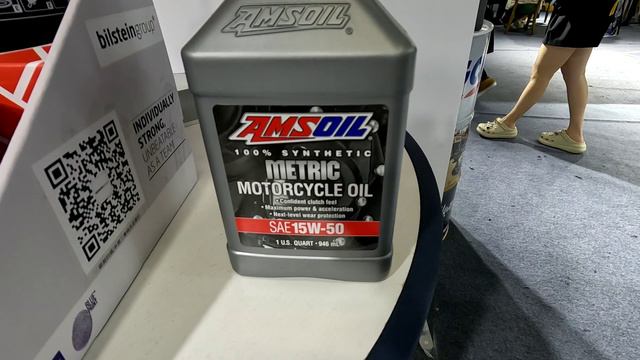 bilsteingroup®
INDIVIDUALLY
STRONG,
UNBEATABLE
AS A TEAM
AMSOIL®
AMSOIL
100% SYNTHETIC
METRIC
MOTORCYCLE OIL
• Confident clutch feel
• Maximum power & acceleration
• Next-level wear protection
SAE 15W-50
1 U.S. QUART • 946 mL
BLUE